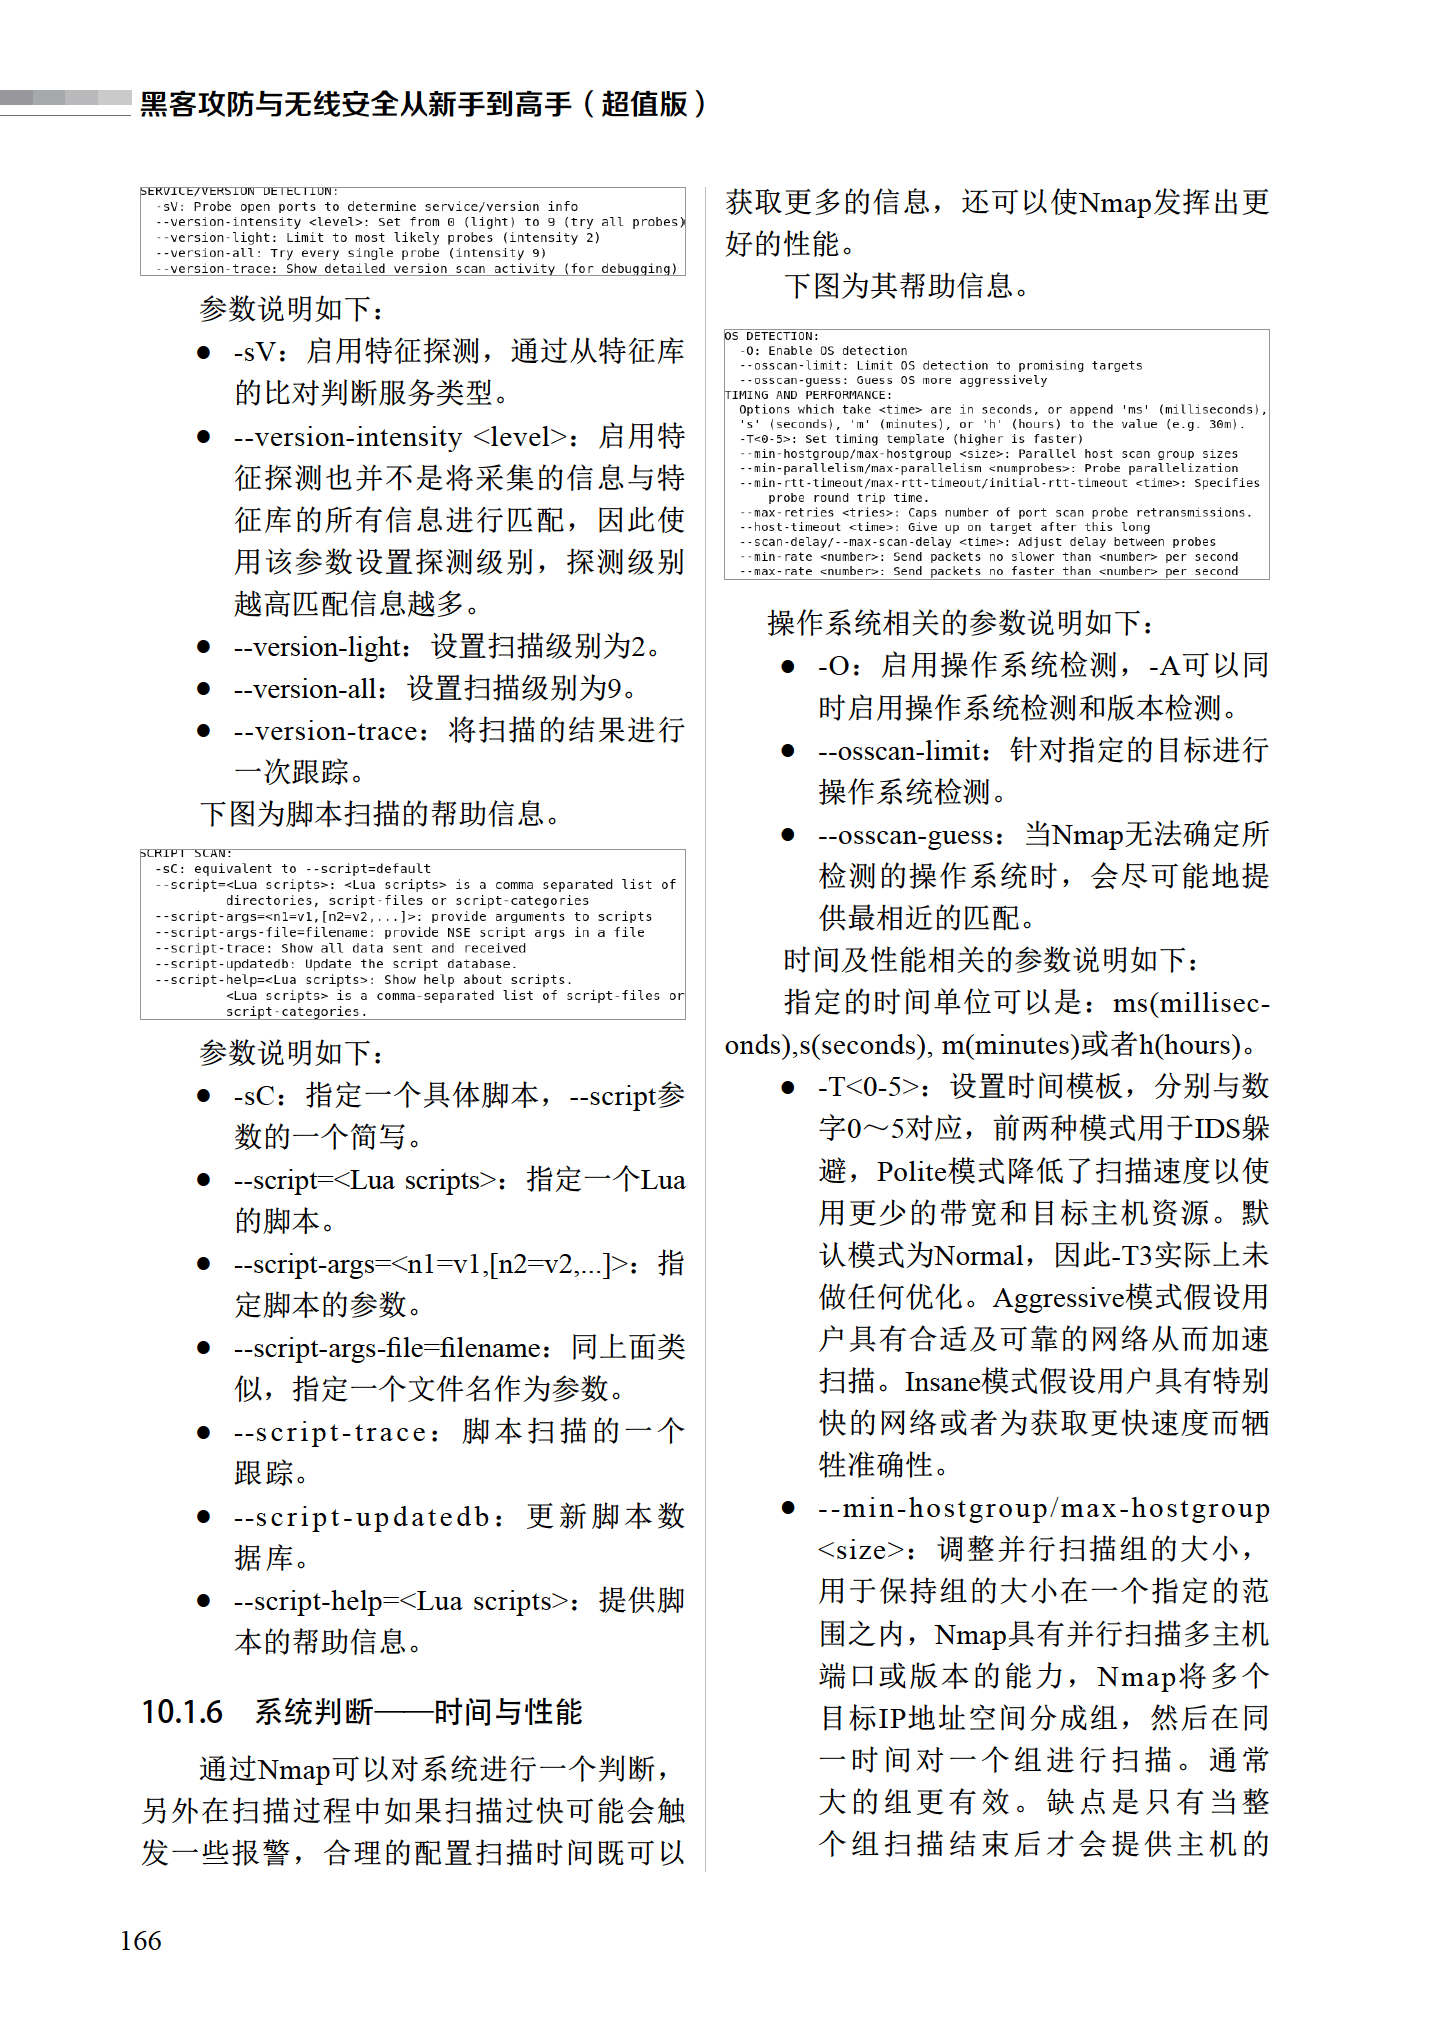 黑客攻防与无线安全从新手到高手（超值版）
SERVICE/VERSION DETECTION:
-sV: Probe open ports to determine service/version info
--version-intensity <level>: Set from 0 (light) to 9 (try all probes)
--version-light: Limit to most likely probes (intensity 2)
--version-all: Try every single probe (intensity 9)
--version-trace: Show detailed version scan activity (for debugging)
参数说明如下：
● -sV：启用特征探测，通过从特征库
的比对判断服务类型。
● --version-intensity <level>：启用特
征探测也并不是将采集的信息与特
征库的所有信息进行匹配，因此使
用该参数设置探测级别，探测级别
越高匹配信息越多。
● --version-light：设置扫描级别为2。
● --version-all：设置扫描级别为9。
● --version-trace：将扫描的结果进行
一次跟踪。
下图为脚本扫描的帮助信息。
SCRIPT SCAN:
-sC: equivalent to --script=default
--script=<Lua scripts>: <Lua scripts> is a comma separated list of
directories, script-files or script-categories
--script-args=<n1=v1,[n2=v2,...]>: provide arguments to scripts
--script-args-file=filename: provide NSE script args in a file
--script-trace: Show all data sent and received
--script-updatedb: Update the script database.
--script-help=<Lua scripts>: Show help about scripts.
<Lua scripts> is a comma-separated list of script-files or
script-categories.
参数说明如下：
● -sC：指定一个具体脚本，--script参
数的一个简写。
● --script=<Lua scripts>：指定一个Lua
的脚本。
● --script-args=<n1=v1,[n2=v2,...]>：指
定脚本的参数。
● --script-args-file=filename：同上面类
似，指定一个文件名作为参数。
● --script-trace：脚本扫描的一个
跟踪。
● --script-updatedb：更新脚本数
据库。
● --script-help=<Lua scripts>：提供脚
本的帮助信息。
10.1.6 系统判断——时间与性能
通过Nmap可以对系统进行一个判断，
另外在扫描过程中如果扫描过快可能会触
发一些报警，合理的配置扫描时间既可以
获取更多的信息，还可以使Nmap发挥出更
好的性能。
下图为其帮助信息。
OS DETECTION:
-O: Enable OS detection
--osscan-limit: Limit OS detection to promising targets
--osscan-guess: Guess OS more aggressively
TIMING AND PERFORMANCE:
Options which take <time> are in seconds, or append 'ms' (milliseconds),
's' (seconds), 'm' (minutes), or 'h' (hours) to the value (e.g. 30m).
-T<0-5>: Set timing template (higher is faster)
--min-hostgroup/max-hostgroup <size>: Parallel host scan group sizes
--min-parallelism/max-parallelism <numprobes>: Probe parallelization
--min-rtt-timeout/max-rtt-timeout/initial-rtt-timeout <time>: Specifies
probe round trip time.
--max-retries <tries>: Caps number of port scan probe retransmissions.
--host-timeout <time>: Give up on target after this long
--scan-delay/--max-scan-delay <time>: Adjust delay between probes
--min-rate <number>: Send packets no slower than <number> per second
--max-rate <number>: Send packets no faster than <number> per second
操作系统相关的参数说明如下：
● -O：启用操作系统检测，-A可以同
时启用操作系统检测和版本检测。
● --osscan-limit：针对指定的目标进行
操作系统检测。
● --osscan-guess：当Nmap无法确定所
检测的操作系统时，会尽可能地提
供最相近的匹配。
时间及性能相关的参数说明如下：
指定的时间单位可以是：ms(millisec-
onds),s(seconds), m(minutes)或者h(hours)。
● -T<0-5>：设置时间模板，分别与数
字0～5对应，前两种模式用于IDS躲
避，Polite模式降低了扫描速度以使
用更少的带宽和目标主机资源。默
认模式为Normal，因此-T3实际上未
做任何优化。Aggressive模式假设用
户具有合适及可靠的网络从而加速
扫描。Insane模式假设用户具有特别
快的网络或者为获取更快速度而牺
牲准确性。
● --min-hostgroup/max-hostgroup
<size>：调整并行扫描组的大小，
用于保持组的大小在一个指定的范
围之内，Nmap具有并行扫描多主机
端口或版本的能力，Nmap将多个
目标IP地址空间分成组，然后在同
一时间对一个组进行扫描。通常
大的组更有效。缺点是只有当整
个组扫描结束后才会提供主机的
166